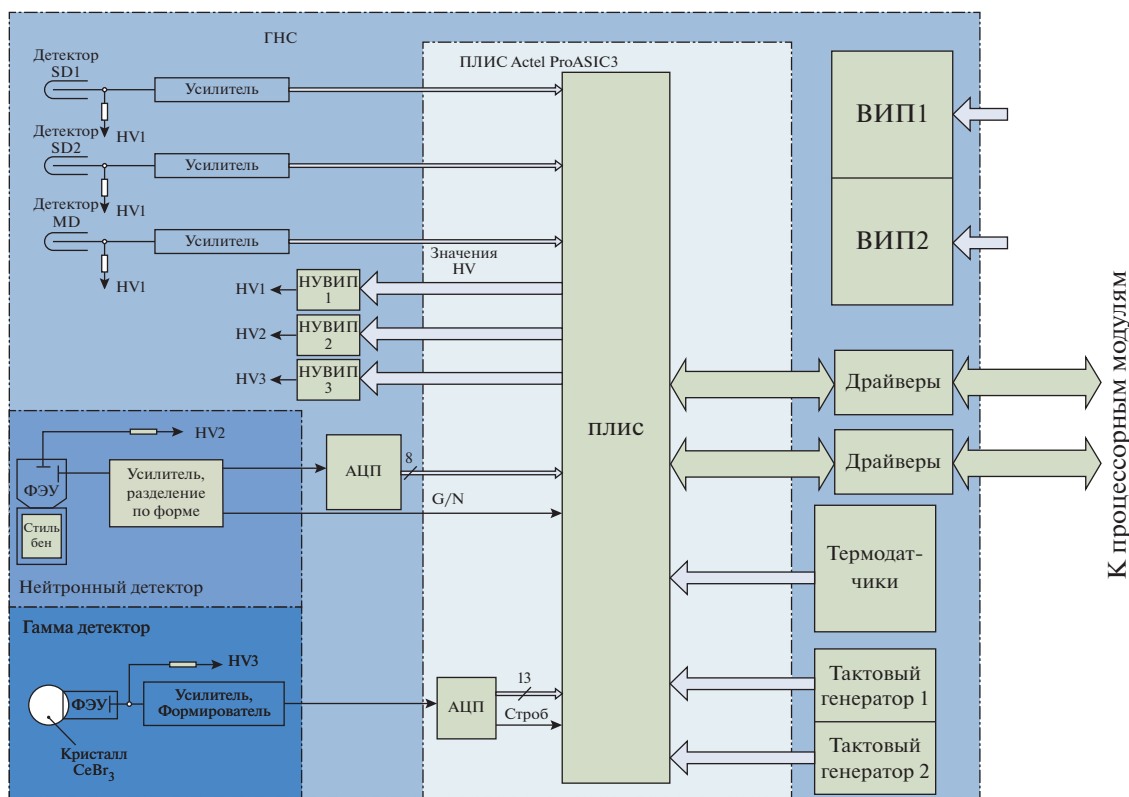 ГНС
ПЛИС Actel ProASIC3
Детектор
SD1
Усилитель
HV1
Детектор
SD2
Усилитель
HV1
Детектор
MD
Усилитель
HV1
Значения
HV
HV1
НУВИП
1
HV2
НУВИП
2
HV3
НУВИП
3
ПЛИС
ВИП1
ВИП2
Драйверы
Драйверы
К процессорным модулям
HV2
ФЭУ
Стиль
бен
Усилитель,
разделение
по форме
АЦП
8
G/N
Нейтронный детектор
Термодат-
чики
Гамма детектор
HV3
ФЭУ
Усилитель,
Формирователь
Кристалл
CeBr₃
АЦП
13
Строб
Тактовый
генератор 1
Тактовый
генератор 2